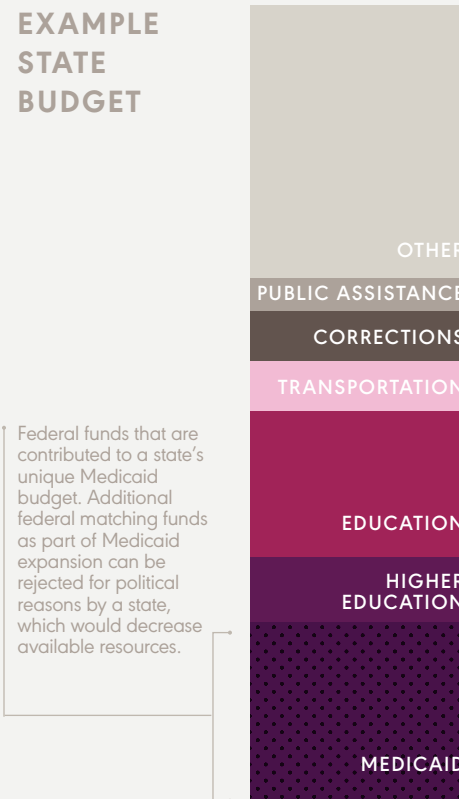 EXAMPLE
STATE
BUDGET
OTHER
PUBLIC ASSISTANCE
CORRECTIONS
TRANSPORTATION
Federal funds that are
contributed to a state’s
unique Medicaid
budget. Additional
federal matching funds
as part of Medicaid
expansion can be
rejected for political
reasons by a state,
which would decrease
available resources.
EDUCATION
HIGHER
EDUCATION
MEDICAID